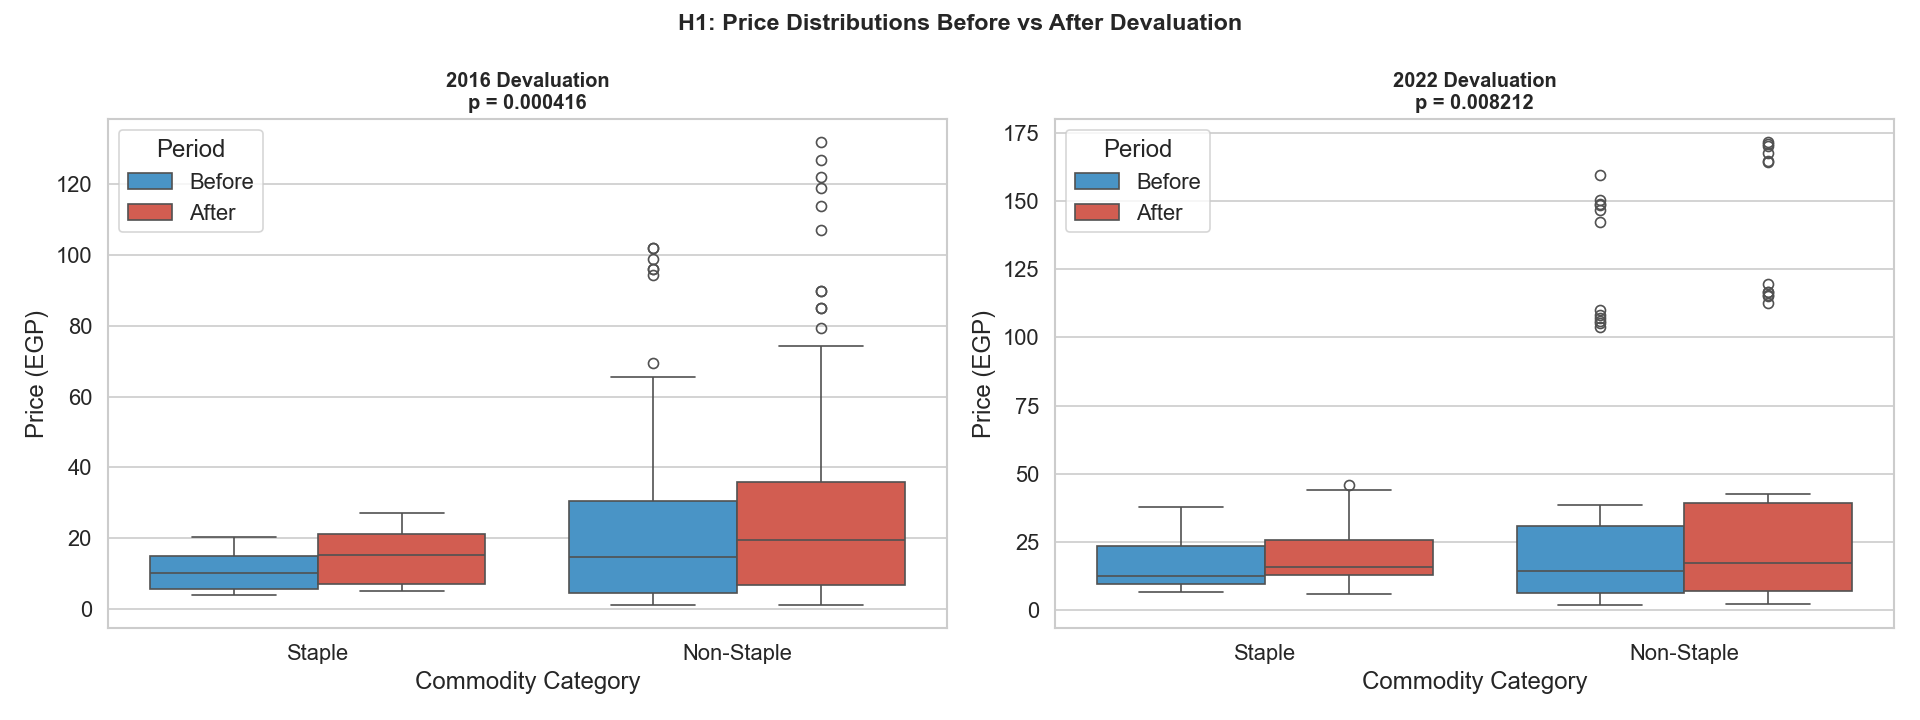 H1: Price Distributions Before vs After Devaluation
2016 Devaluation
p = 0.000416
Period
Before
After
120
100
80
60
40
20
0
Price (EGP)
Staple
Non-Staple
Commodity Category
2022 Devaluation
p = 0.008212
Period
Before
After
175
150
125
100
75
50
25
0
Price (EGP)
Staple
Non-Staple
Commodity Category